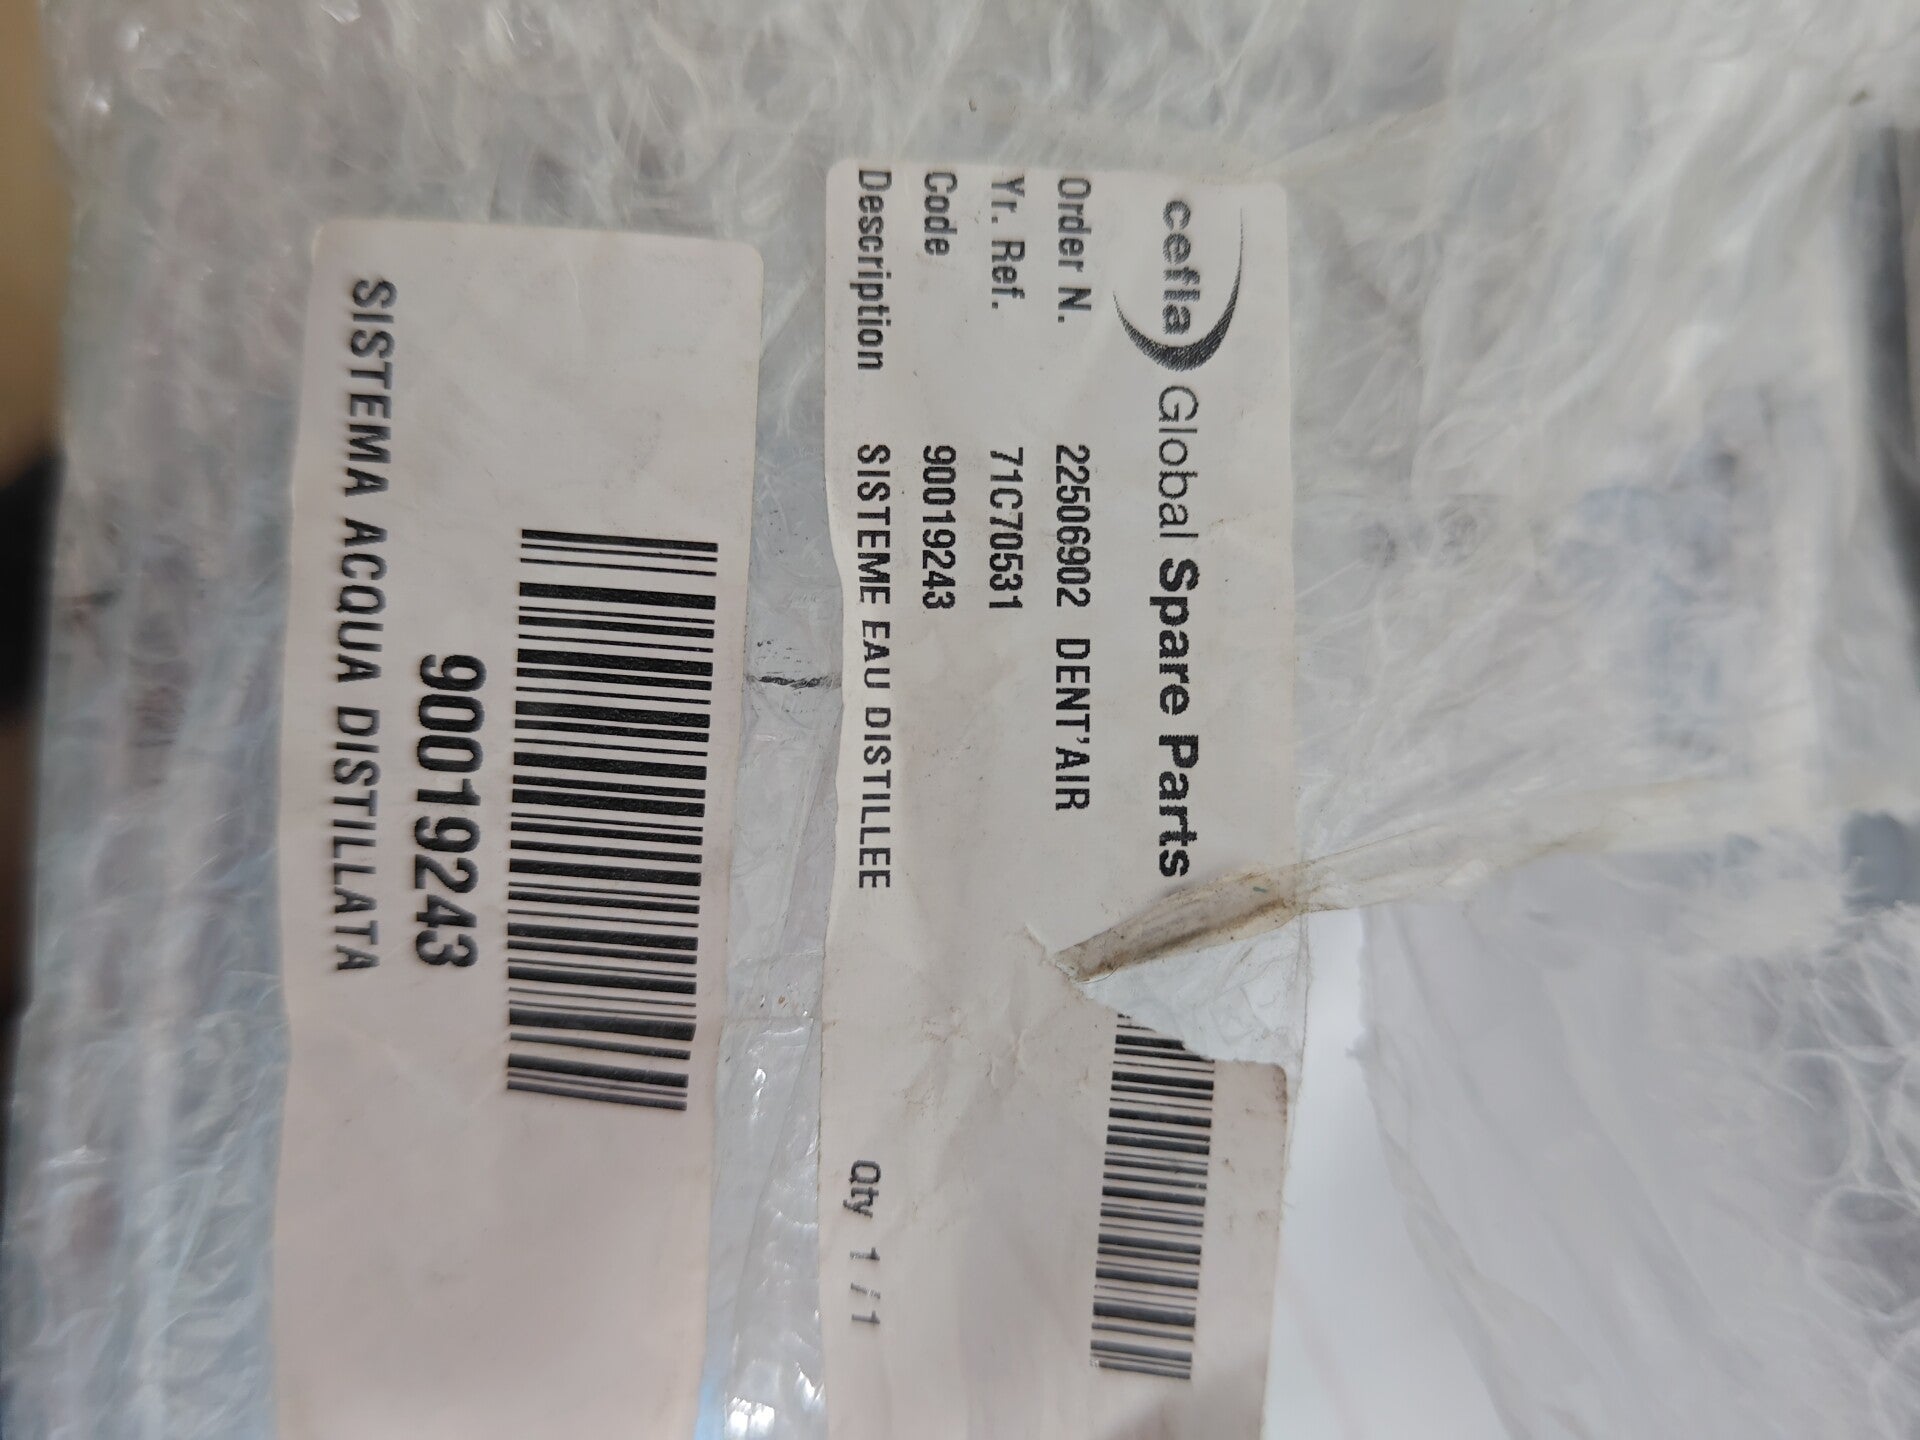 cefla Global Spare Parts
Order N. 22506902 DENT'AIR
Yr. Ref. 71C70531
Code 90019243
Description SISTEME EAU DISTILLEE Qty 1 / 1
90019243
SISTEMA ACQUA DISTILLATA